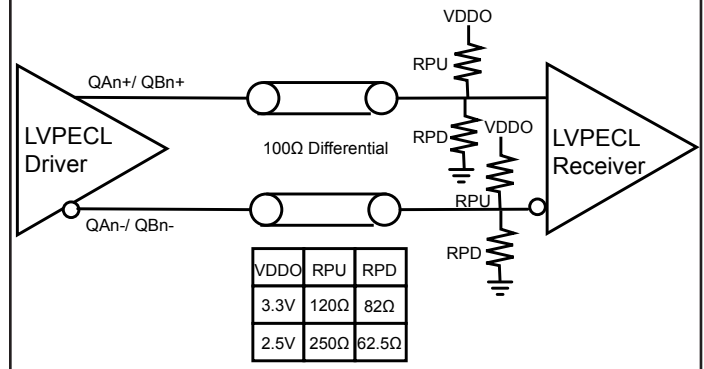 VDDO
RPU
QAn+/ QBn+
LVPECL
Driver
100Ω Differential
RPD
VDDO
LVPECL
Receiver
RPU
QAn-/ QBn-
RPD
VDDO RPU RPD
3.3V 120Ω 82Ω
2.5V 250Ω 62.5Ω